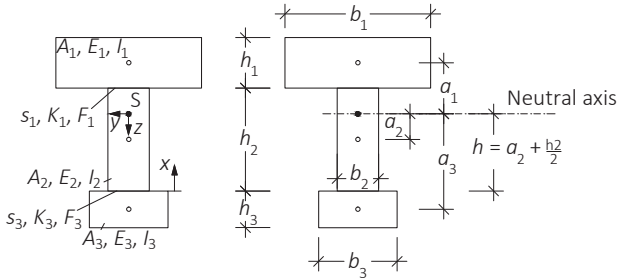 b₁
A₁, E₁, I₁
h₁
a₁
S
s₁, K₁, F₁
y
z
Neutral axis
a₂
h₂
h = a₂ + h2/2
a₃
x
A₂, E₂, I₂
b₂
s₃, K₃, F₃
h₃
A₃, E₃, I₃
b₃